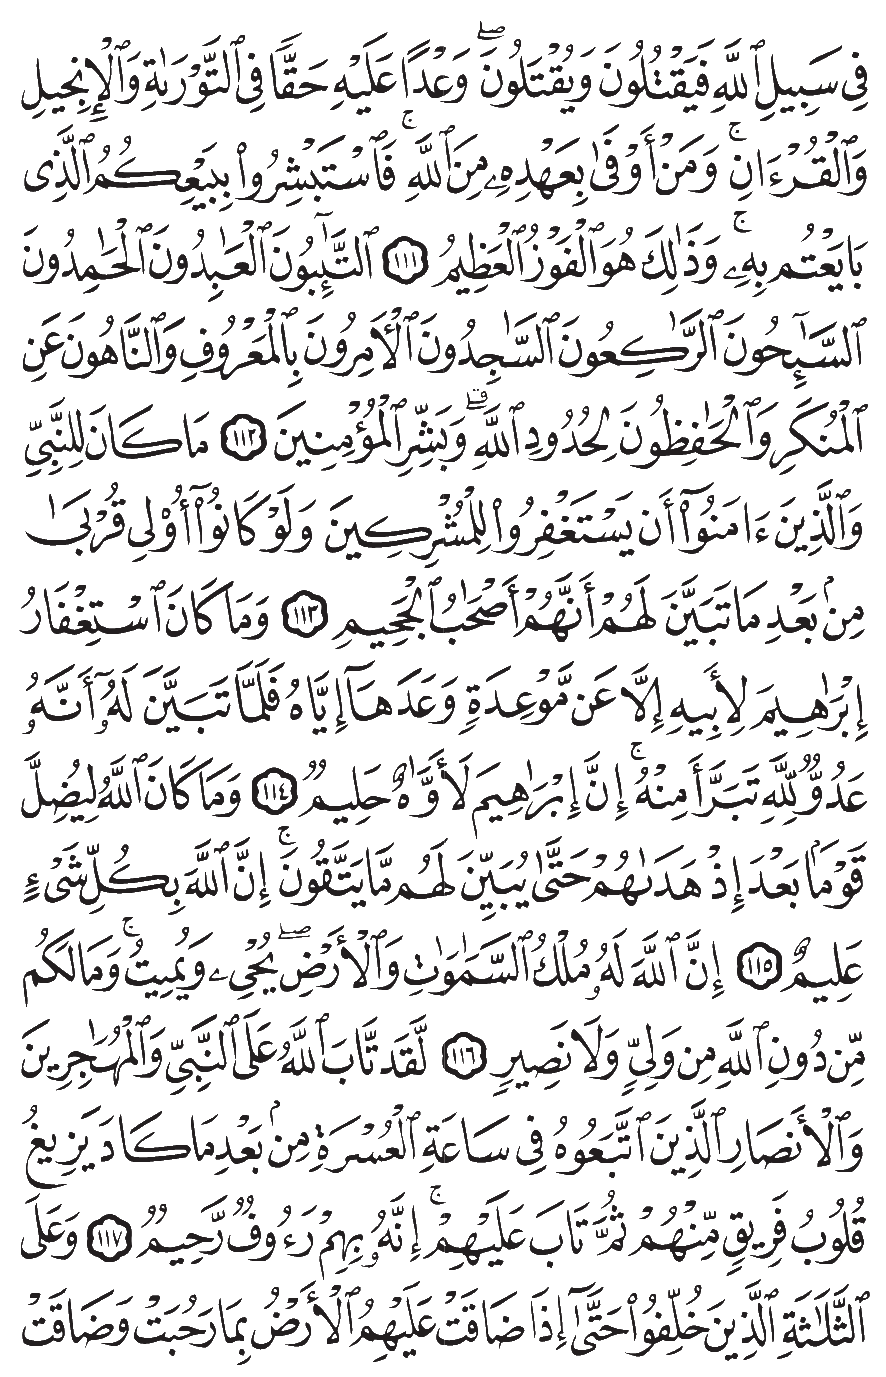 فِي سَبِيلِ ٱللَّهِ فَيَقْتُلُونَ وَيُقْتَلُونَۖ وَعْدًا عَلَيْهِ حَقًّا فِي ٱلتَّوْرَىٰةِ وَٱلْإِنجِيلِ
وَٱلْقُرْءَانِۚ وَمَنْ أَوْفَىٰ بِعَهْدِهِۦ مِنَ ٱللَّهِۚ فَٱسْتَبْشِرُوا۟ بِبَيْعِكُمُ ٱلَّذِى
بَايَعْتُم بِهِۦۚ وَذَٰلِكَ هُوَ ٱلْفَوْزُ ٱلْعَظِيمُ ١١١ ٱلتَّٰٓئِبُونَ ٱلْعَٰبِدُونَ ٱلْحَٰمِدُونَ
ٱلسَّٰٓئِحُونَ ٱلرَّٰكِعُونَ ٱلسَّٰجِدُونَ ٱلْءَامِرُونَ بِٱلْمَعْرُوفِ وَٱلنَّاهُونَ عَنِ
ٱلْمُنكَرِ وَٱلْحَٰفِظُونَ لِحُدُودِ ٱللَّهِۗ وَبَشِّرِ ٱلْمُؤْمِنِينَ ١١٢ مَا كَانَ لِلنَّبِيِّ
وَٱلَّذِينَ ءَامَنُوٓا۟ أَن يَسْتَغْفِرُوا۟ لِلْمُشْرِكِينَ وَلَوْ كَانُوٓا۟ أُو۟لِى قُرْبَىٰ
مِنۢ بَعْدِ مَا تَبَيَّنَ لَهُمْ أَنَّهُمْ أَصْحَٰبُ ٱلْجَحِيمِ ١١٣ وَمَا كَانَ ٱسْتِغْفَارُ
إِبْرَٰهِيمَ لِأَبِيهِ إِلَّا عَن مَّوْعِدَةٍ وَعَدَهَآ إِيَّاهُ فَلَمَّا تَبَيَّنَ لَهُۥٓ أَنَّهُۥ
عَدُوٌّ لِّلَّهِ تَبَرَّأَ مِنْهُۚ إِنَّ إِبْرَٰهِيمَ لَأَوَّٰهٌ حَلِيمٌ ١١٤ وَمَا كَانَ ٱللَّهُ لِيُضِلَّ
قَوْمًۢا بَعْدَ إِذْ هَدَىٰهُمْ حَتَّىٰ يُبَيِّنَ لَهُم مَّا يَتَّقُونَۚ إِنَّ ٱللَّهَ بِكُلِّ شَىْءٍ
عَلِيمٌ ١١٥ إِنَّ ٱللَّهَ لَهُۥ مُلْكُ ٱلسَّمَٰوَٰتِ وَٱلْأَرْضِۖ يُحْىِۦ وَيُمِيتُۚ وَمَا لَكُم
مِّن دُونِ ٱللَّهِ مِن وَلِيٍّ وَلَا نَصِيرٍ ١١٦ لَّقَد تَّابَ ٱللَّهُ عَلَى ٱلنَّبِيِّ وَٱلْمُهَٰجِرِينَ
وَٱلْأَنصَارِ ٱلَّذِينَ ٱتَّبَعُوهُ فِى سَاعَةِ ٱلْعُسْرَةِ مِنۢ بَعْدِ مَا كَادَ يَزِيغُ
قُلُوبُ فَرِيقٍ مِّنْهُمْ ثُمَّ تَابَ عَلَيْهِمْۚ إِنَّهُۥ بِهِمْ رَءُوفٌ رَّحِيمٌ ١١٧ وَعَلَى
ٱلثَّلَٰثَةِ ٱلَّذِينَ خُلِّفُوا۟ حَتَّىٰٓ إِذَا ضَاقَتْ عَلَيْهِمُ ٱلْأَرْضُ بِمَا رَحُبَتْ وَضَاقَتْ